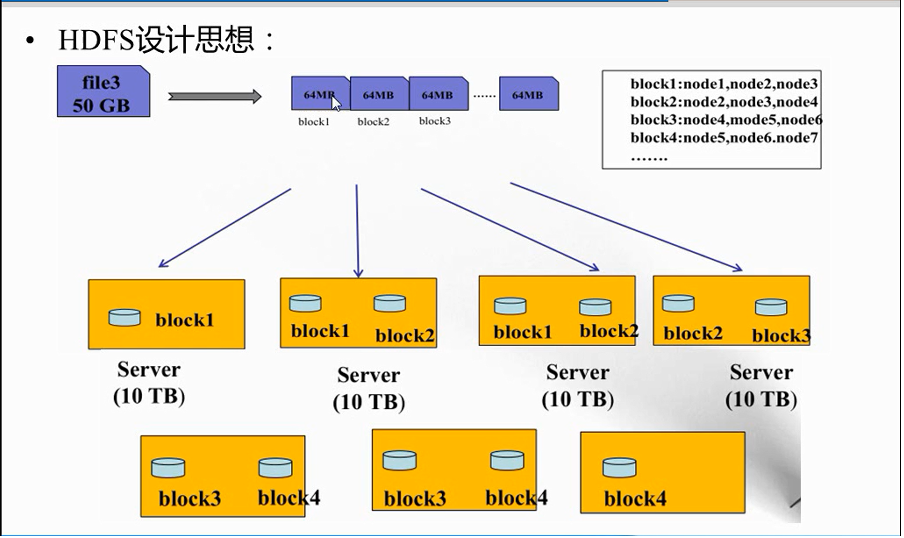 • HDFS设计思想：
file3
50 GB
64MB
64MB
64MB
......
64MB
block1
block2
block3
block1:node1,node2,node3
block2:node2,node3,node4
block3:node4,mode5,node6
block4:node5,node6.node7
.......
block1
block1
block2
block1
block2
block2
block3
Server
(10 TB)
Server
(10 TB)
Server
(10 TB)
Server
(10 TB)
block3
block4
block3
block4
block4